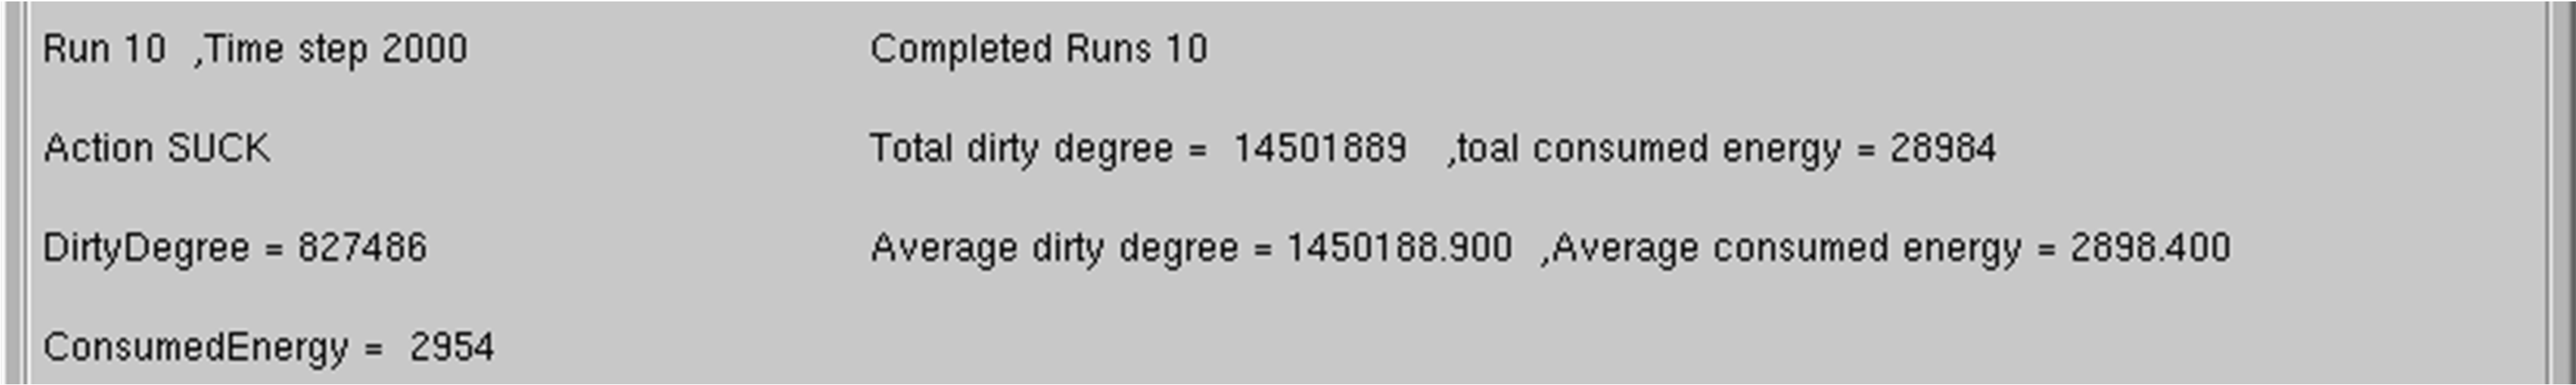 Run 10 ,Time step 2000 Completed Runs 10
Action SUCK Total dirty degree = 14501889 ,toal consumed energy = 28984
DirtyDegree = 827486 Average dirty degree = 1450188.900 ,Average consumed energy = 2898.400
ConsumedEnergy = 2954